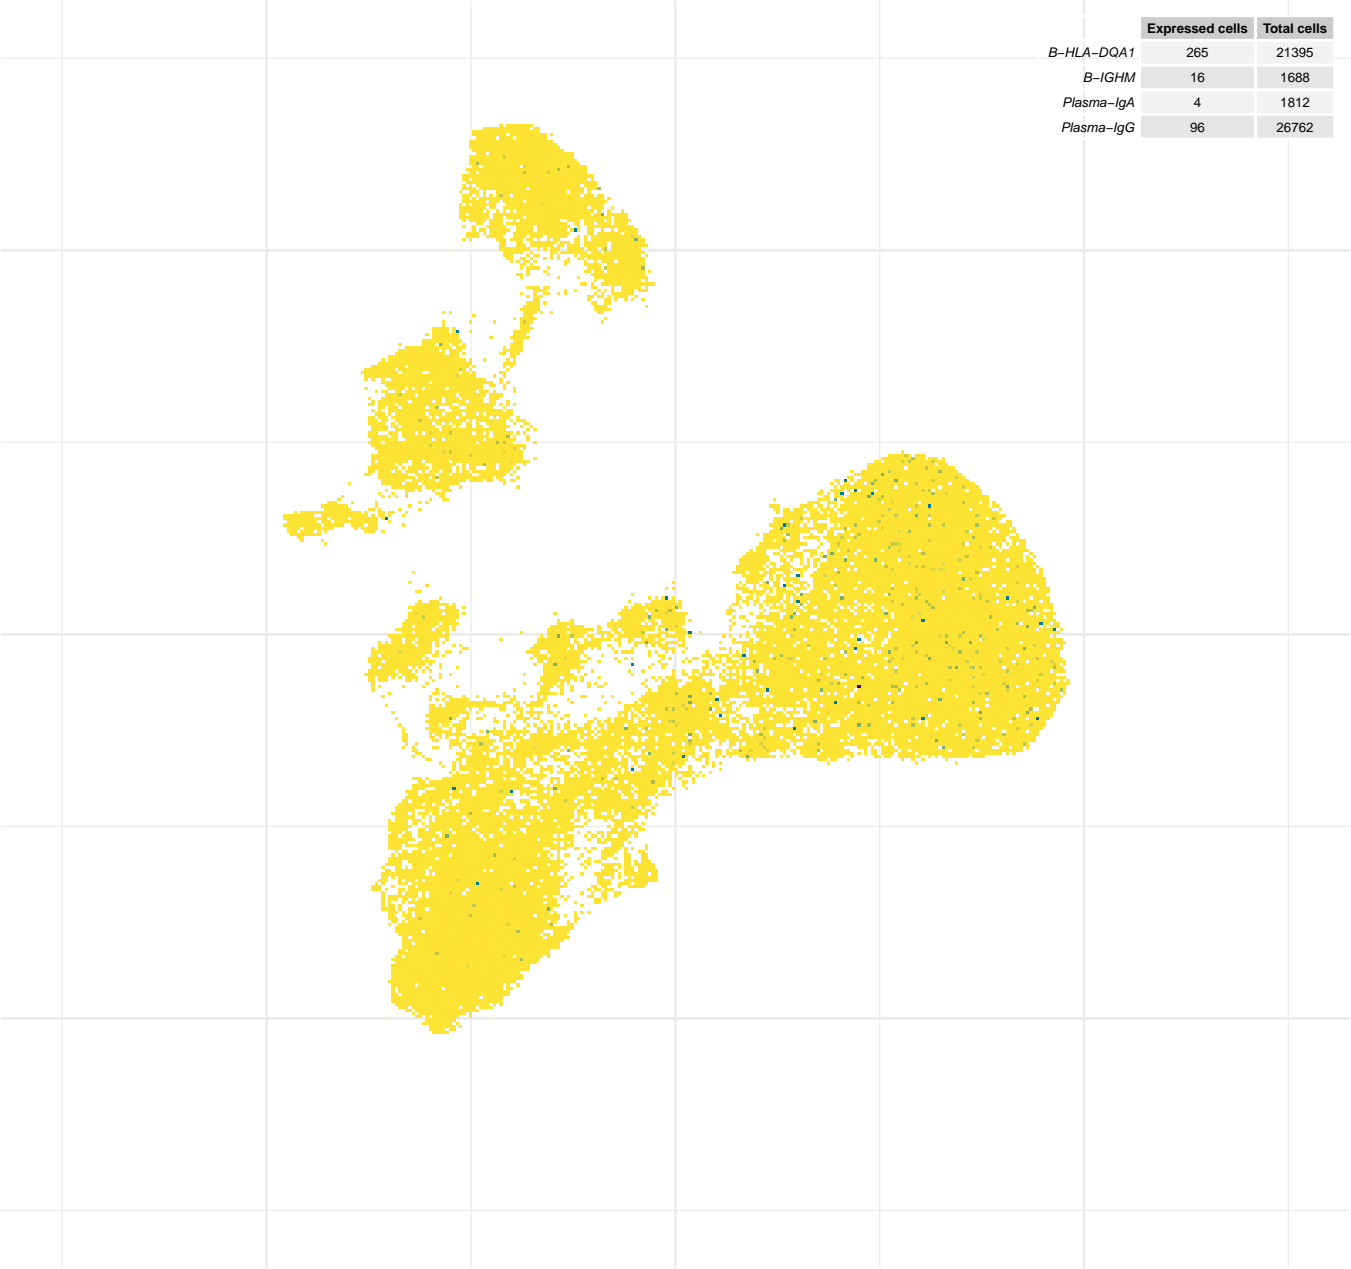 Expressed cells Total cells
B−HLA−DQA1 265 21395
B−IGHM 16 1688
Plasma−IgA 4 1812
Plasma−IgG 96 26762